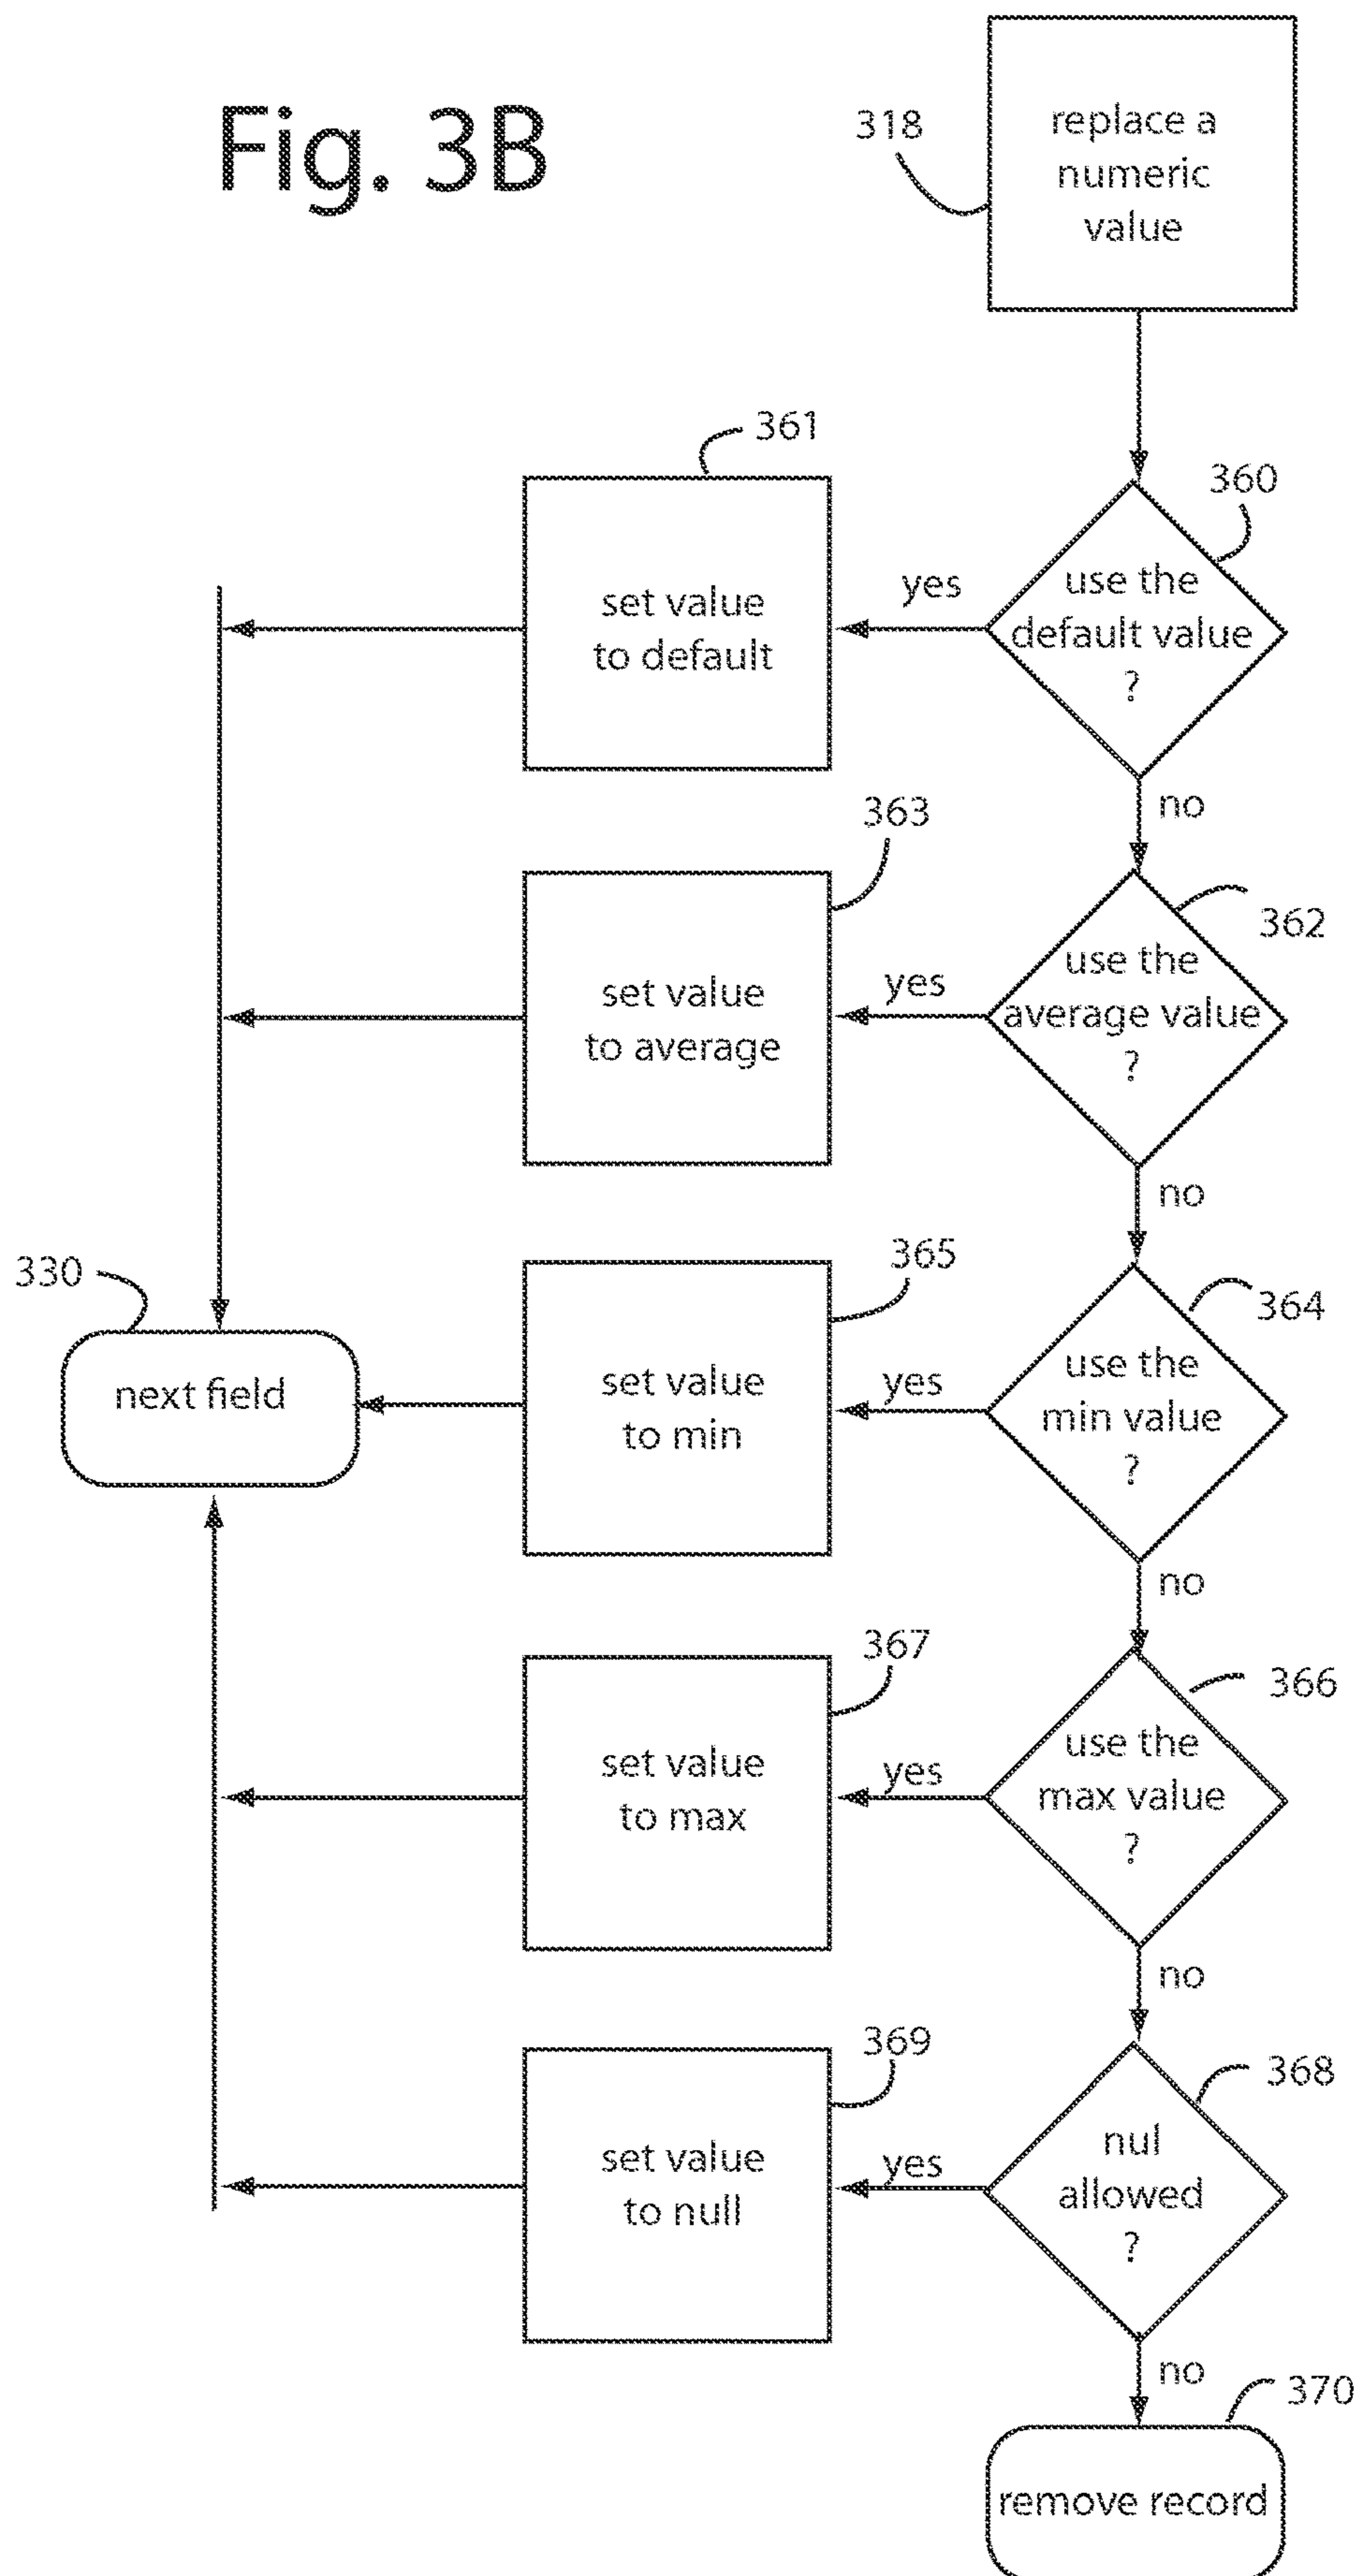 Fig. 3B
318
replace a
numeric
value
361
360
set value
to default
yes
use the
default value
?
no
363
362
set value
to average
yes
use the
average value
?
no
330
next field
365
364
set value
to min
yes
use the
min value
?
no
367
366
set value
to max
yes
use the
max value
?
no
369
368
set value
to null
yes
nul
allowed
?
no
370
remove record